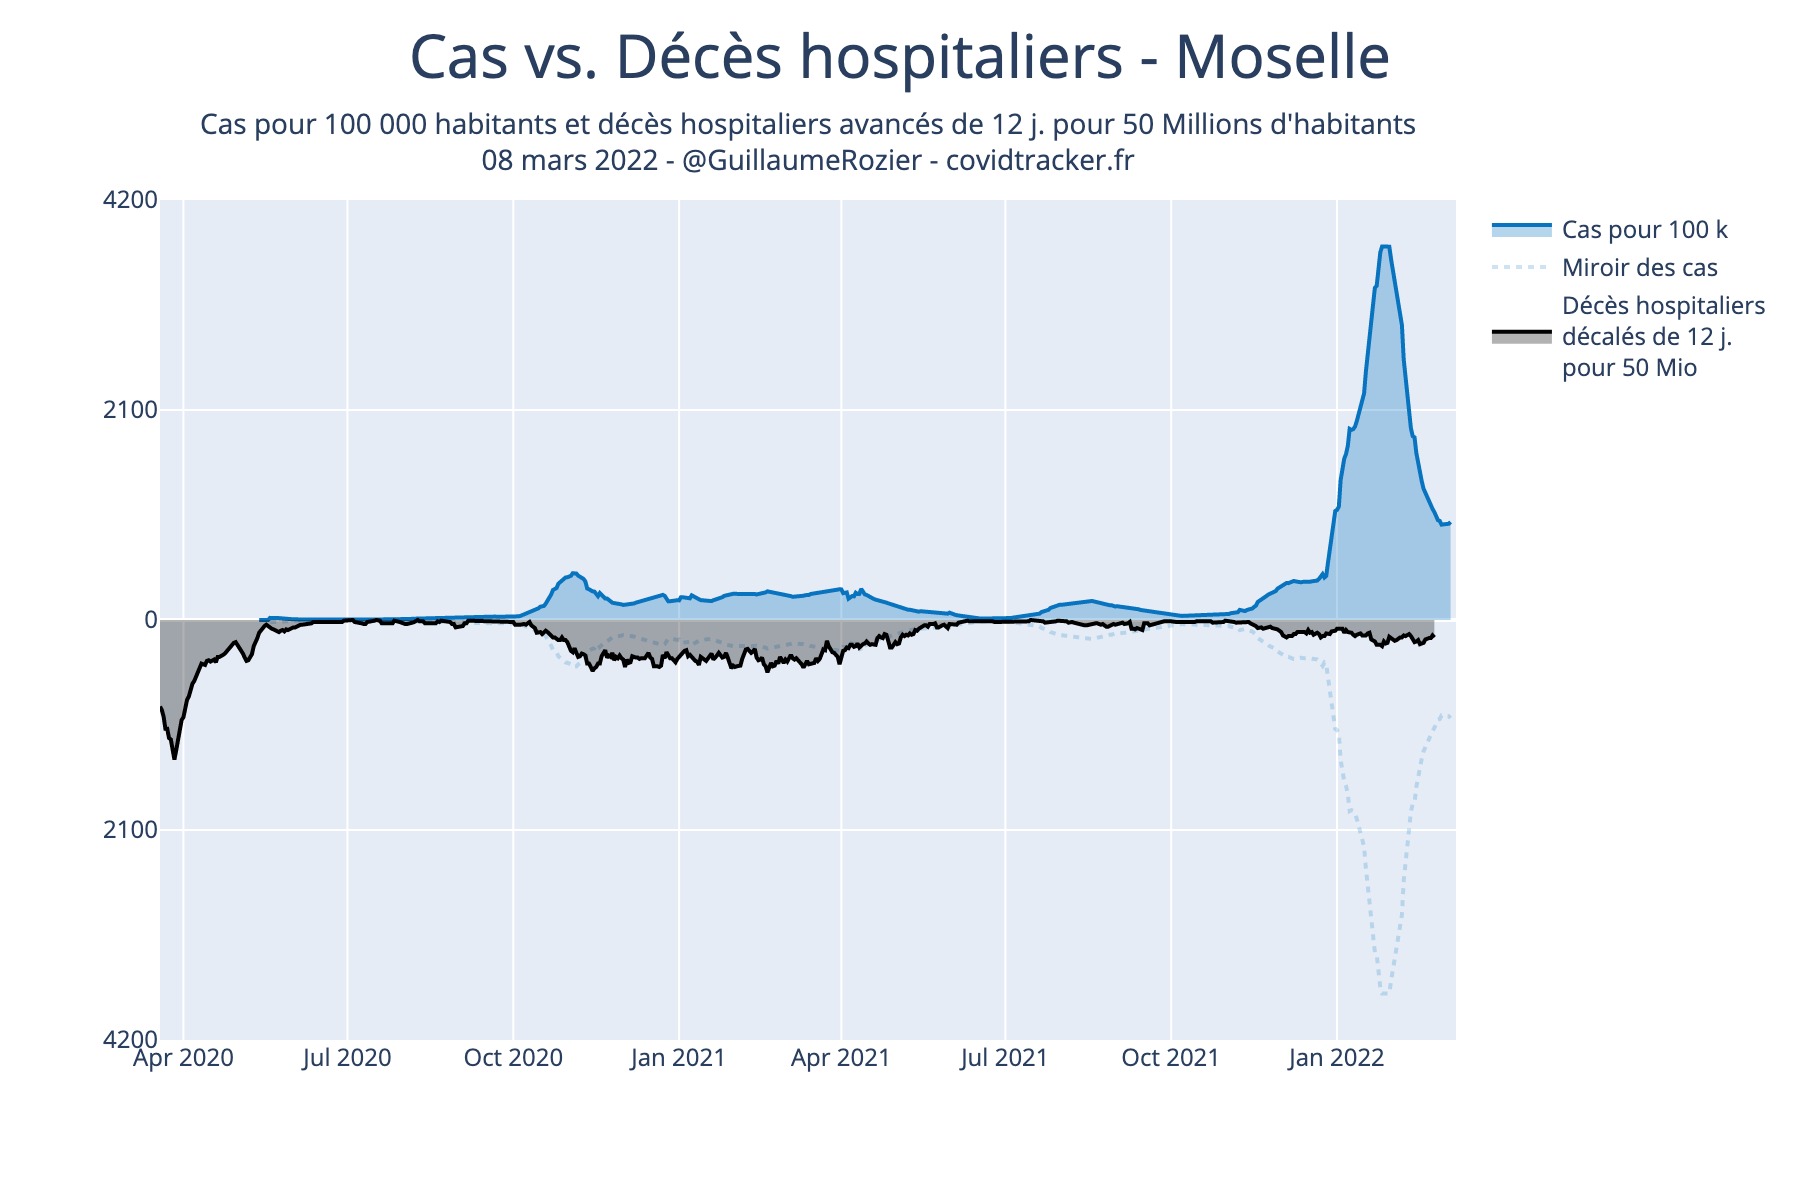 Cas vs. Décès hospitaliers - Moselle
Cas pour 100 000 habitants et décès hospitaliers avancés de 12 j. pour 50 Millions d'habitants
08 mars 2022 - @GuillaumeRozier - covidtracker.fr
4200
2100
0
2100
4200
Apr 2020
Jul 2020
Oct 2020
Jan 2021
Apr 2021
Jul 2021
Oct 2021
Jan 2022
Cas pour 100 k
Miroir des cas
Décès hospitaliers
décalés de 12 j.
pour 50 Mio